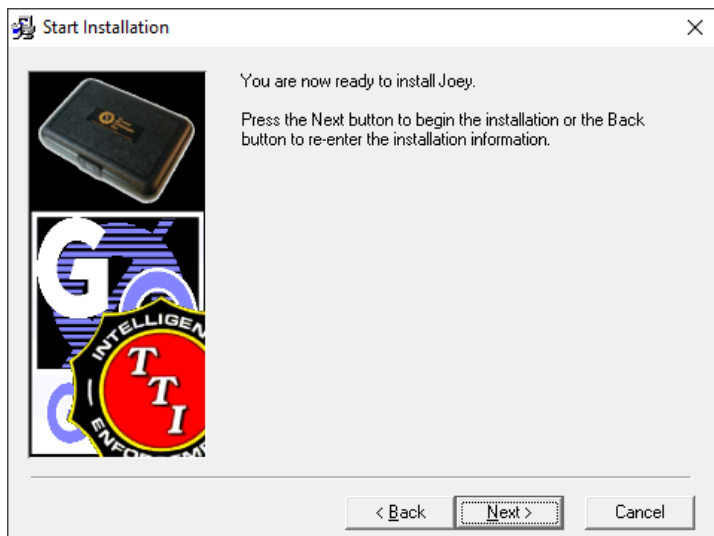 Start Installation
You are now ready to install Joey.
Press the Next button to begin the installation or the Back
button to re-enter the installation information.
G
INTELLIGEN
TTI
ENFORCEM
< Back
Next >
Cancel